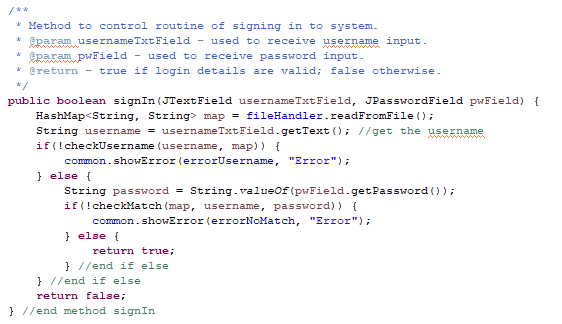 /**
 * Method to control routine of signing in to system.
 * @param usernameTxtField - used to receive username input.
 * @param pwField - used to receive password input.
 * @return - true if login details are valid; false otherwise.
 */
public boolean signIn(JTextField usernameTxtField, JPasswordField pwField) {
    HashMap<String, String> map = fileHandler.readFromFile();
    String username = usernameTxtField.getText(); //get the username
    if(!checkUsername(username, map)) {
        common.showError(errorUsername, "Error");
    } else {
        String password = String.valueOf(pwField.getPassword());
        if(!checkMatch(map, username, password)) {
            common.showError(errorNoMatch, "Error");
        } else {
            return true;
        } //end if else
    } //end if else
    return false;
} //end method signIn